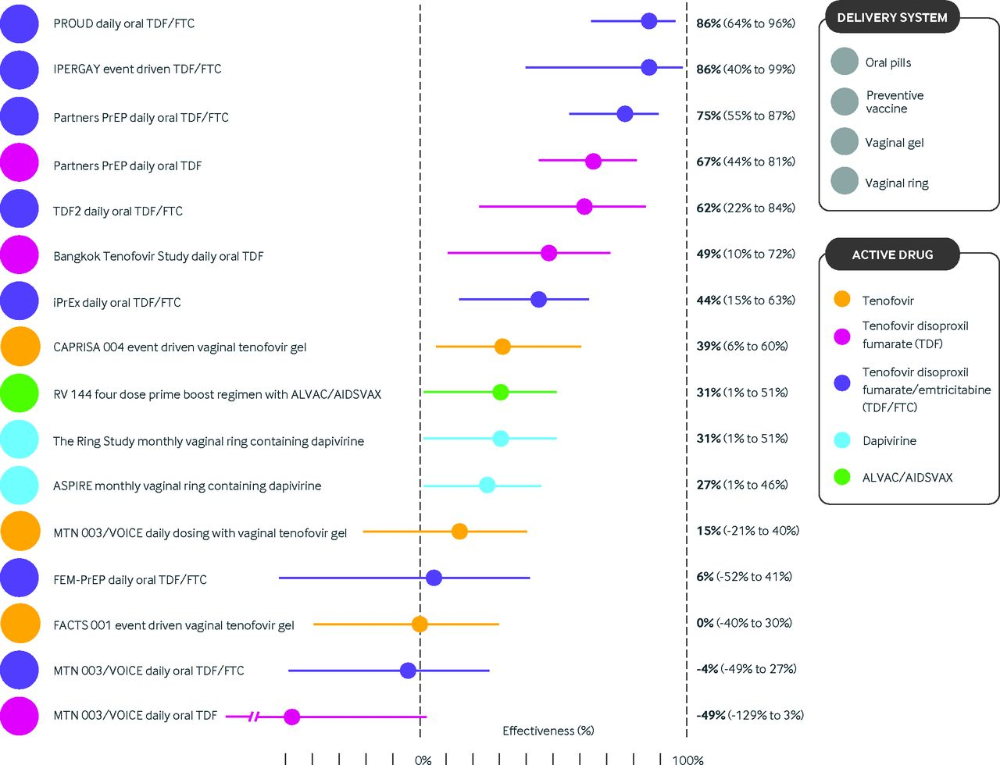 PROUD daily oral TDF/FTC 86% (64% to 96%)
IPERGAY event driven TDF/FTC 86% (40% to 99%)
Partners PrEP daily oral TDF/FTC 75% (55% to 87%)
Partners PrEP daily oral TDF 67% (44% to 81%)
TDF2 daily oral TDF/FTC 62% (22% to 84%)
Bangkok Tenofovir Study daily oral TDF 49% (10% to 72%)
iPrEx daily oral TDF/FTC 44% (15% to 63%)
CAPRISA 004 event driven vaginal tenofovir gel 39% (6% to 60%)
RV 144 four dose prime boost regimen with ALVAC/AIDSVAX 31% (1% to 51%)
The Ring Study monthly vaginal ring containing dapivirine 31% (1% to 51%)
ASPIRE monthly vaginal ring containing dapivirine 27% (1% to 46%)
MTN 003/VOICE daily dosing with vaginal tenofovir gel 15% (-21% to 40%)
FEM-PrEP daily oral TDF/FTC 6% (-52% to 41%)
FACTS 001 event driven vaginal tenofovir gel 0% (-40% to 30%)
MTN 003/VOICE daily oral TDF/FTC -4% (-49% to 27%)
MTN 003/VOICE daily oral TDF -49% (-129% to 3%)
Effectiveness (%)
0% 100%
DELIVERY SYSTEM
Oral pills
Preventive
vaccine
Vaginal gel
Vaginal ring
ACTIVE DRUG
Tenofovir
Tenofovir disoproxil
fumarate (TDF)
Tenofovir disoproxil
fumarate/emtricitabine
(TDF/FTC)
Dapivirine
ALVAC/AIDSVAX